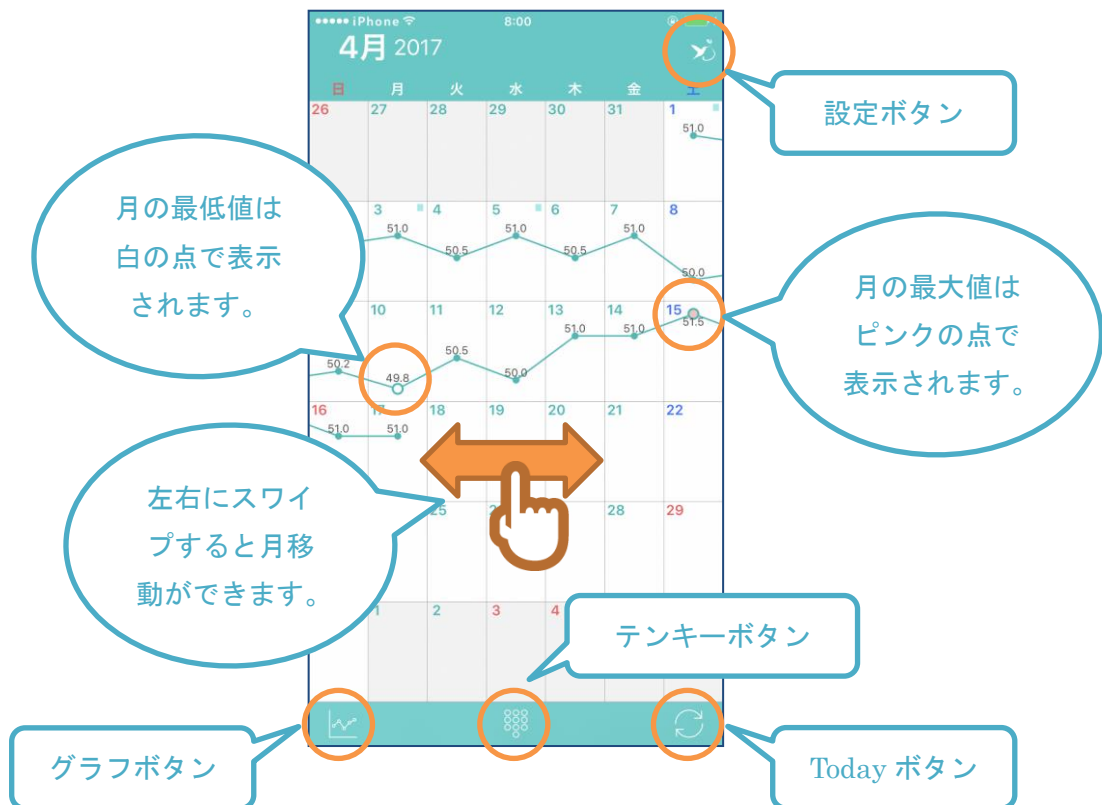 iPhone 8:00
4月 2017
設定ボタン
日 月 火 水 木 金 土
26 27 28 29 30 31 1
51.0
月の最低値は
白の点で表示
されます。
3 4 5 6 7 8
51.0 50.5 51.0 50.5 51.0 50.0
月の最大値は
ピンクの点で
表示されます。
10 11 12 13 14 15
50.2 49.8 50.5 50.0 51.0 51.0 51.5
16 17 18 19 20 21 22
51.0 51.0
左右にスワイ
プすると月移
動ができます。
25 28 29
1 2 3 4
テンキーボタン
グラフボタン
Today ボタン